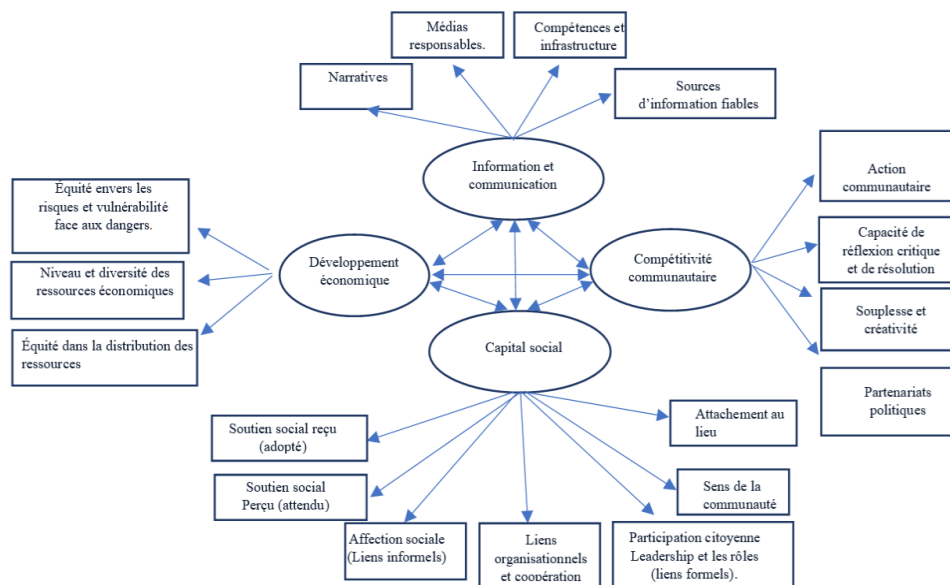 Médias
responsables.
Compétences et
infrastructure
Narratives
Sources
d'information fiables
Information et
communication
Équité envers les
risques et vulnérabilité
face aux dangers.
Niveau et diversité des
ressources économiques
Équité dans la distribution des
ressources
Développement
économique
Compétitivité
communautaire
Action
communautaire
Capacité de
réflexion critique
et de résolution
Souplesse et
créativité
Partenariats
politiques
Capital social
Soutien social reçu
(adopté)
Soutien social
Perçu (attendu)
Affection sociale
(Liens informels)
Liens
organisationnels
et coopération
Participation citoyenne
Leadership et les rôles
(liens formels).
Sens de la
communauté
Attachement au
lieu